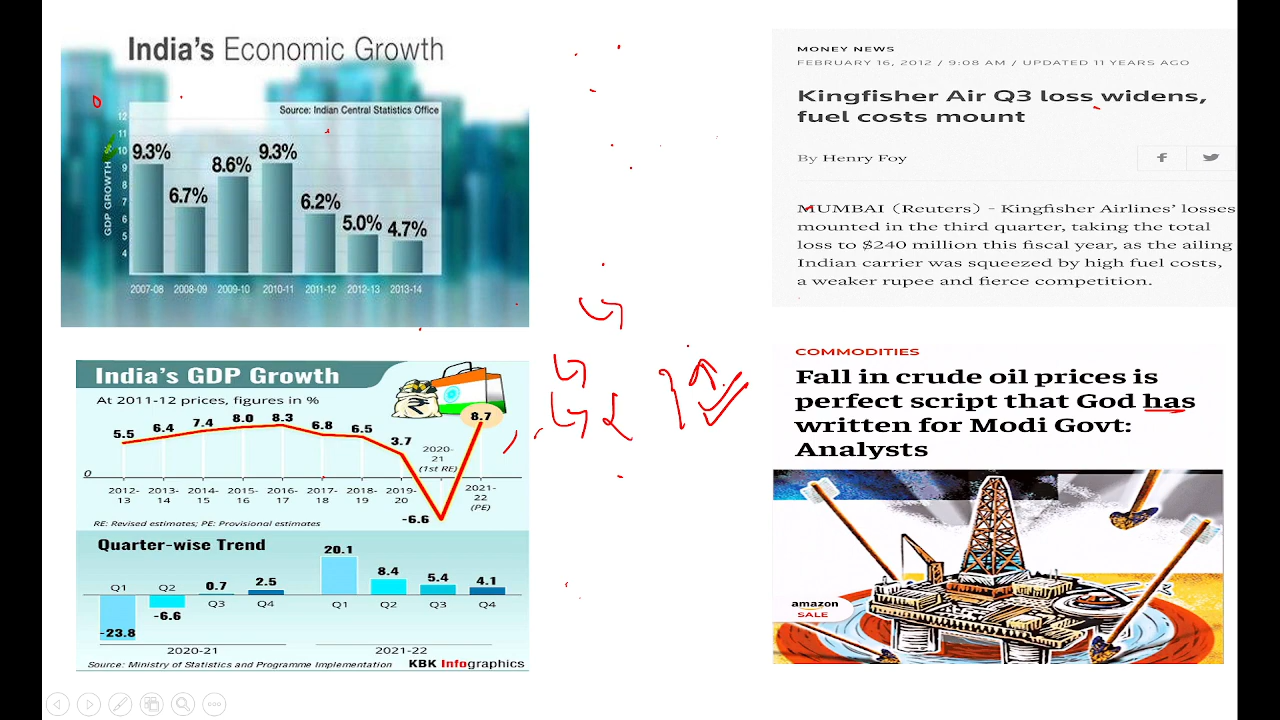 India's Economic Growth
Source: Indian Central Statistics Office
GDP GROWTH %
12
11
10
9
8
7
6
5
4
9.3%
6.7%
8.6%
9.3%
6.2%
5.0%
4.7%
2007-08 2008-09 2009-10 2010-11 2011-12 2012-13 2013-14
India's GDP Growth
At 2011-12 prices, figures in %
5.5 6.4 7.4 8.0 8.3 6.8 6.5 3.7 -6.6 8.7
0
2012-13 2013-14 2014-15 2015-16 2016-17 2017-18 2018-19 2019-20
2020-21 (1st RE)
2021-22 (PE)
RE: Revised estimates; PE: Provisional estimates
Quarter-wise Trend
Q1 Q2 Q3 Q4 Q1 Q2 Q3 Q4
-23.8 -6.6 0.7 2.5 20.1 8.4 5.4 4.1
2020-21 2021-22
Source: Ministry of Statistics and Programme Implementation KBK Infographics
MONEY NEWS
FEBRUARY 16, 2012 / 9:08 AM / UPDATED 11 YEARS AGO
Kingfisher Air Q3 loss widens,
fuel costs mount
By Henry Foy
MUMBAI (Reuters) - Kingfisher Airlines' losses
mounted in the third quarter, taking the total
loss to $240 million this fiscal year, as the ailing
Indian carrier was squeezed by high fuel costs,
a weaker rupee and fierce competition.
COMMODITIES
Fall in crude oil prices is
perfect script that God has
written for Modi Govt:
Analysts
amazon
SALE